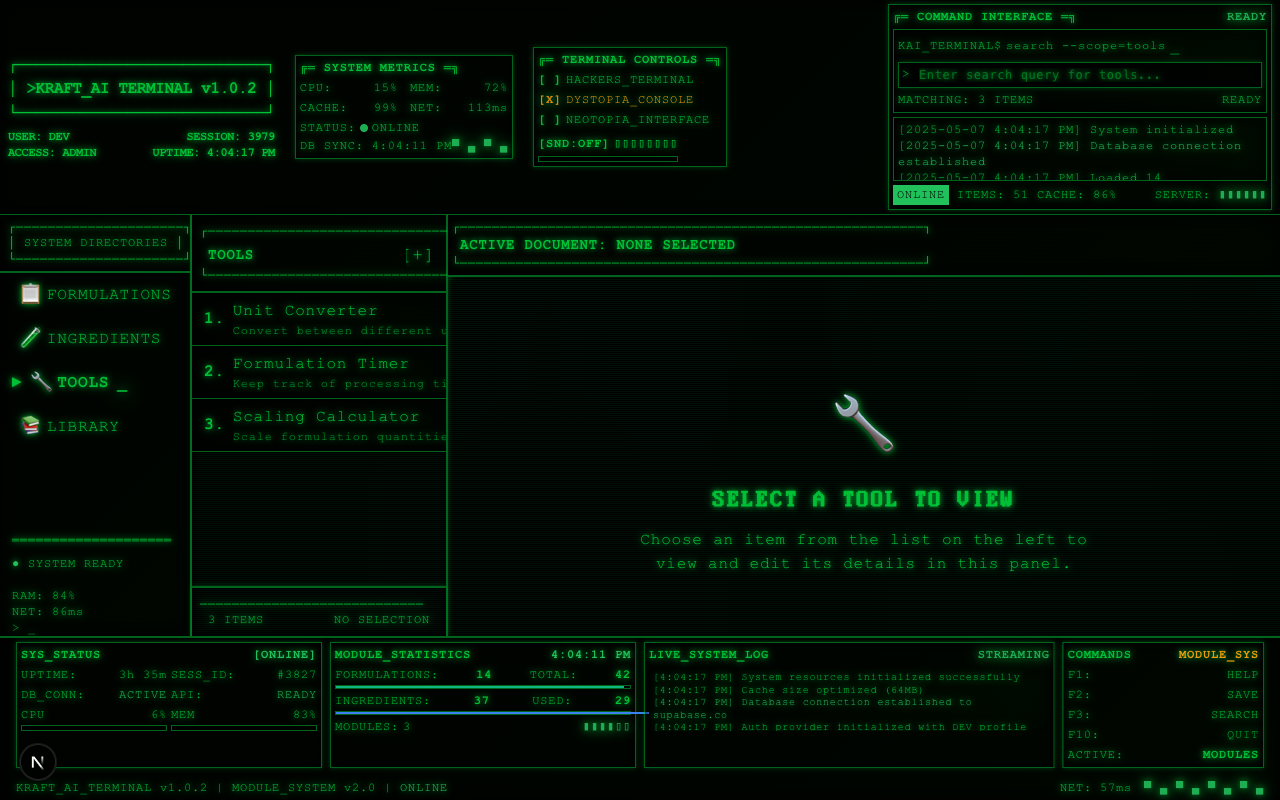 >KRAFT_AI TERMINAL v1.0.2
USER: DEV SESSION: 3979
ACCESS: ADMIN UPTIME: 4:04:17 PM
SYSTEM METRICS
CPU: 15% MEM: 72%
CACHE: 99% NET: 113ms
STATUS: ONLINE
DB SYNC: 4:04:11 PM
TERMINAL CONTROLS
[ ] HACKERS_TERMINAL
[X] DYSTOPIA_CONSOLE
[ ] NEOTOPIA_INTERFACE
[SND:OFF]
COMMAND INTERFACE READY
KAI_TERMINAL$ search --scope=tools _
> Enter search query for tools...
MATCHING: 3 ITEMS READY
[2025-05-07 4:04:17 PM] System initialized
[2025-05-07 4:04:17 PM] Database connection
established
[2025-05-07 4:04:17 PM] Loaded 14
ONLINE ITEMS: 51 CACHE: 86% SERVER:
SYSTEM DIRECTORIES
FORMULATIONS
INGREDIENTS
▶ TOOLS _
LIBRARY
● SYSTEM READY
RAM: 84%
NET: 86ms
> _
TOOLS [+]
1. Unit Converter
Convert between different u
2. Formulation Timer
Keep track of processing ti
3. Scaling Calculator
Scale formulation quantitie
3 ITEMS NO SELECTION
ACTIVE DOCUMENT: NONE SELECTED
SELECT A TOOL TO VIEW
Choose an item from the list on the left to
view and edit its details in this panel.
SYS_STATUS [ONLINE]
UPTIME: 3h 35m SESS_ID: #3827
DB_CONN: ACTIVE API: READY
CPU 6% MEM 83%
MODULE_STATISTICS 4:04:11 PM
FORMULATIONS: 14 TOTAL: 42
INGREDIENTS: 37 USED: 29
MODULES: 3
LIVE_SYSTEM_LOG STREAMING
[4:04:17 PM] System resources initialized successfully
[4:04:17 PM] Cache size optimized (64MB)
[4:04:17 PM] Database connection established to
supabase.co
[4:04:17 PM] Auth provider initialized with DEV profile
COMMANDS MODULE_SYS
F1: HELP
F2: SAVE
F3: SEARCH
F10: QUIT
ACTIVE: MODULES
N
KRAFT_AI_TERMINAL v1.0.2 | MODULE_SYSTEM v2.0 | ONLINE
NET: 57ms